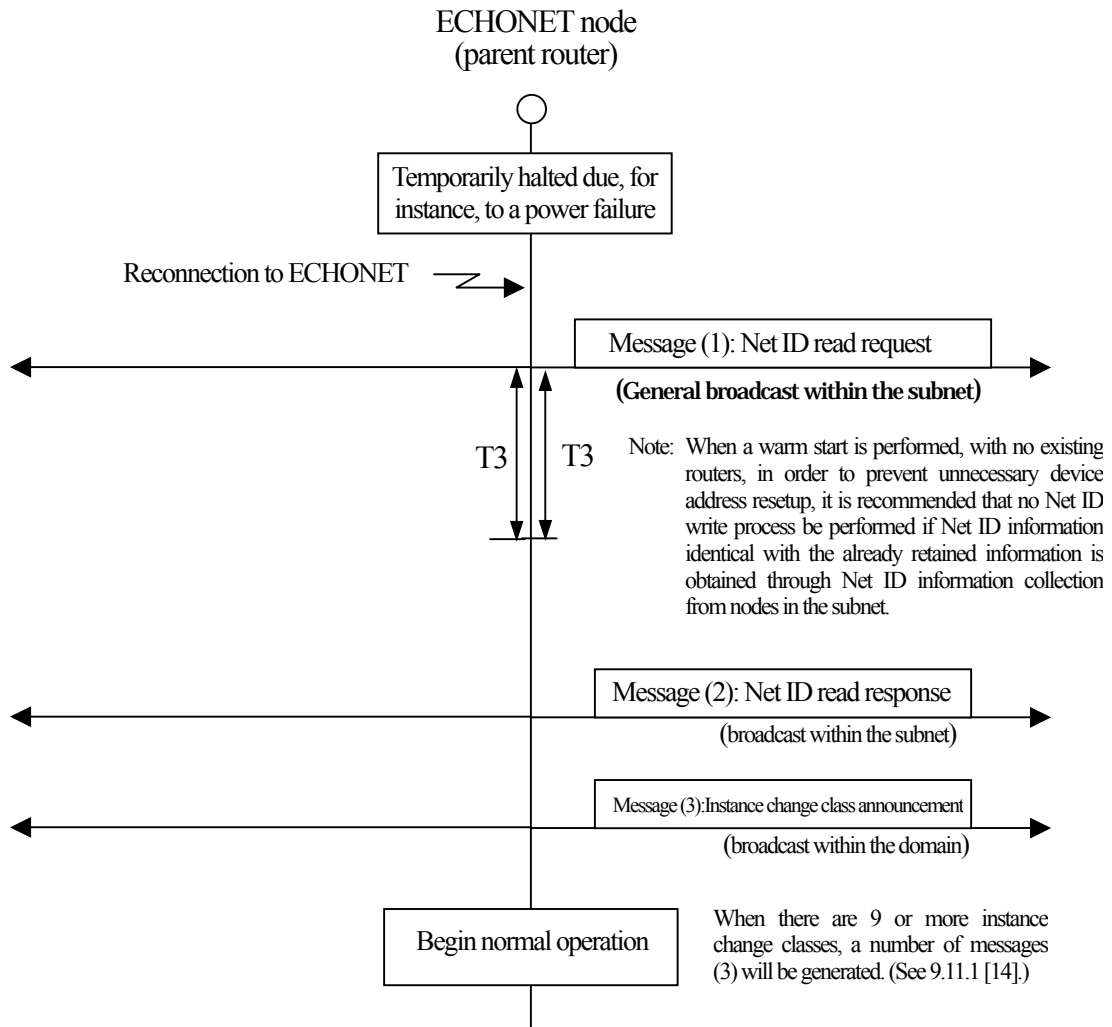 ECHONET node
(parent router)
Temporarily halted due, for
instance, to a power failure
Reconnection to ECHONET
Message (1): Net ID read request
(General broadcast within the subnet)
T3
T3
Note: When a warm start is performed, with no existing
routers, in order to prevent unnecessary device
address resetup, it is recommended that no Net ID
write process be performed if Net ID information
identical with the already retained information is
obtained through Net ID information collection
from nodes in the subnet.
Message (2): Net ID read response
(broadcast within the subnet)
Message (3):Instance change class announcement
(broadcast within the domain)
Begin normal operation
When there are 9 or more instance
change classes, a number of messages
(3) will be generated. (See 9.11.1 [14].)